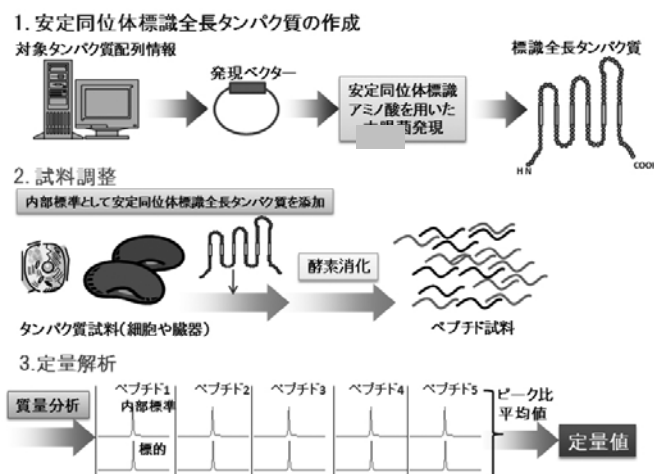 1.安定同位体標識全長タンパク質の作成
対象タンパク質配列情報
発現ベクター
安定同位体標識
アミノ酸を用いた
菌発現
標識全長タンパク質
HN
COOH
2.試料調整
内部標準として安定同位体標識全長タンパク質を添加
酵素消化
タンパク質試料(細胞や臓器)
ペプチド試料
3.定量解析
質量分析
ペプチド1 ペプチド2 ペプチド3 ペプチド4 ペプチド5
内部標準
標的
ピーク比
平均値
定量値